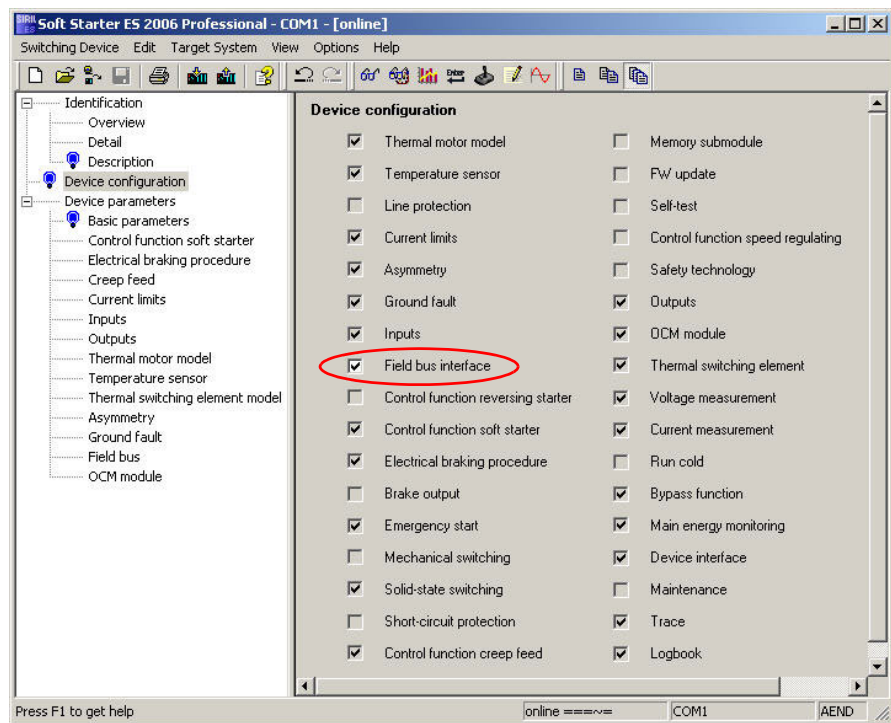 SIRIUS
ES
Soft Starter ES 2006 Professional - COM1 - [online]
Switching Device Edit Target System View Options Help
Identification
Overview
Detail
Description
Device configuration
Device parameters
Basic parameters
Control function soft starter
Electrical braking procedure
Creep feed
Current limits
Inputs
Outputs
Thermal motor model
Temperature sensor
Thermal switching element model
Asymmetry
Ground fault
Field bus
OCM module
Device configuration
Thermal motor model
Temperature sensor
Line protection
Current limits
Asymmetry
Ground fault
Inputs
Field bus interface
Control function reversing starter
Control function soft starter
Electrical braking procedure
Brake output
Emergency start
Mechanical switching
Solid-state switching
Short-circuit protection
Control function creep feed
Memory submodule
FW update
Self-test
Control function speed regulating
Safety technology
Outputs
OCM module
Thermal switching element
Voltage measurement
Current measurement
Run cold
Bypass function
Main energy monitoring
Device interface
Maintenance
Trace
Logbook
Press F1 to get help
online ===~=
COM1
AEND